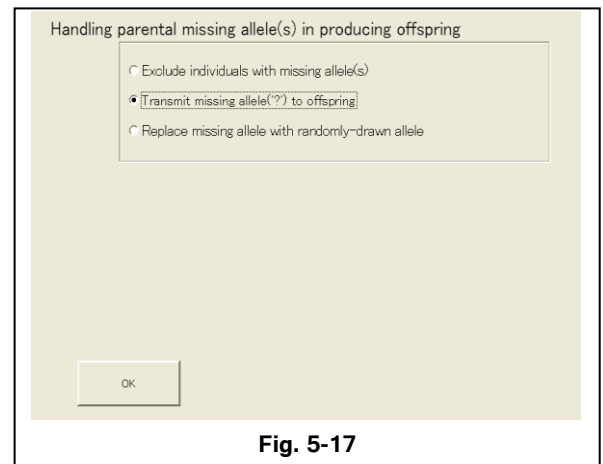 Handling parental missing allele(s) in producing offspring
Exclude individuals with missing allele(s)
Transmit missing allele('?') to offspring
Replace missing allele with randomly-drawn allele
OK
Fig. 5-17